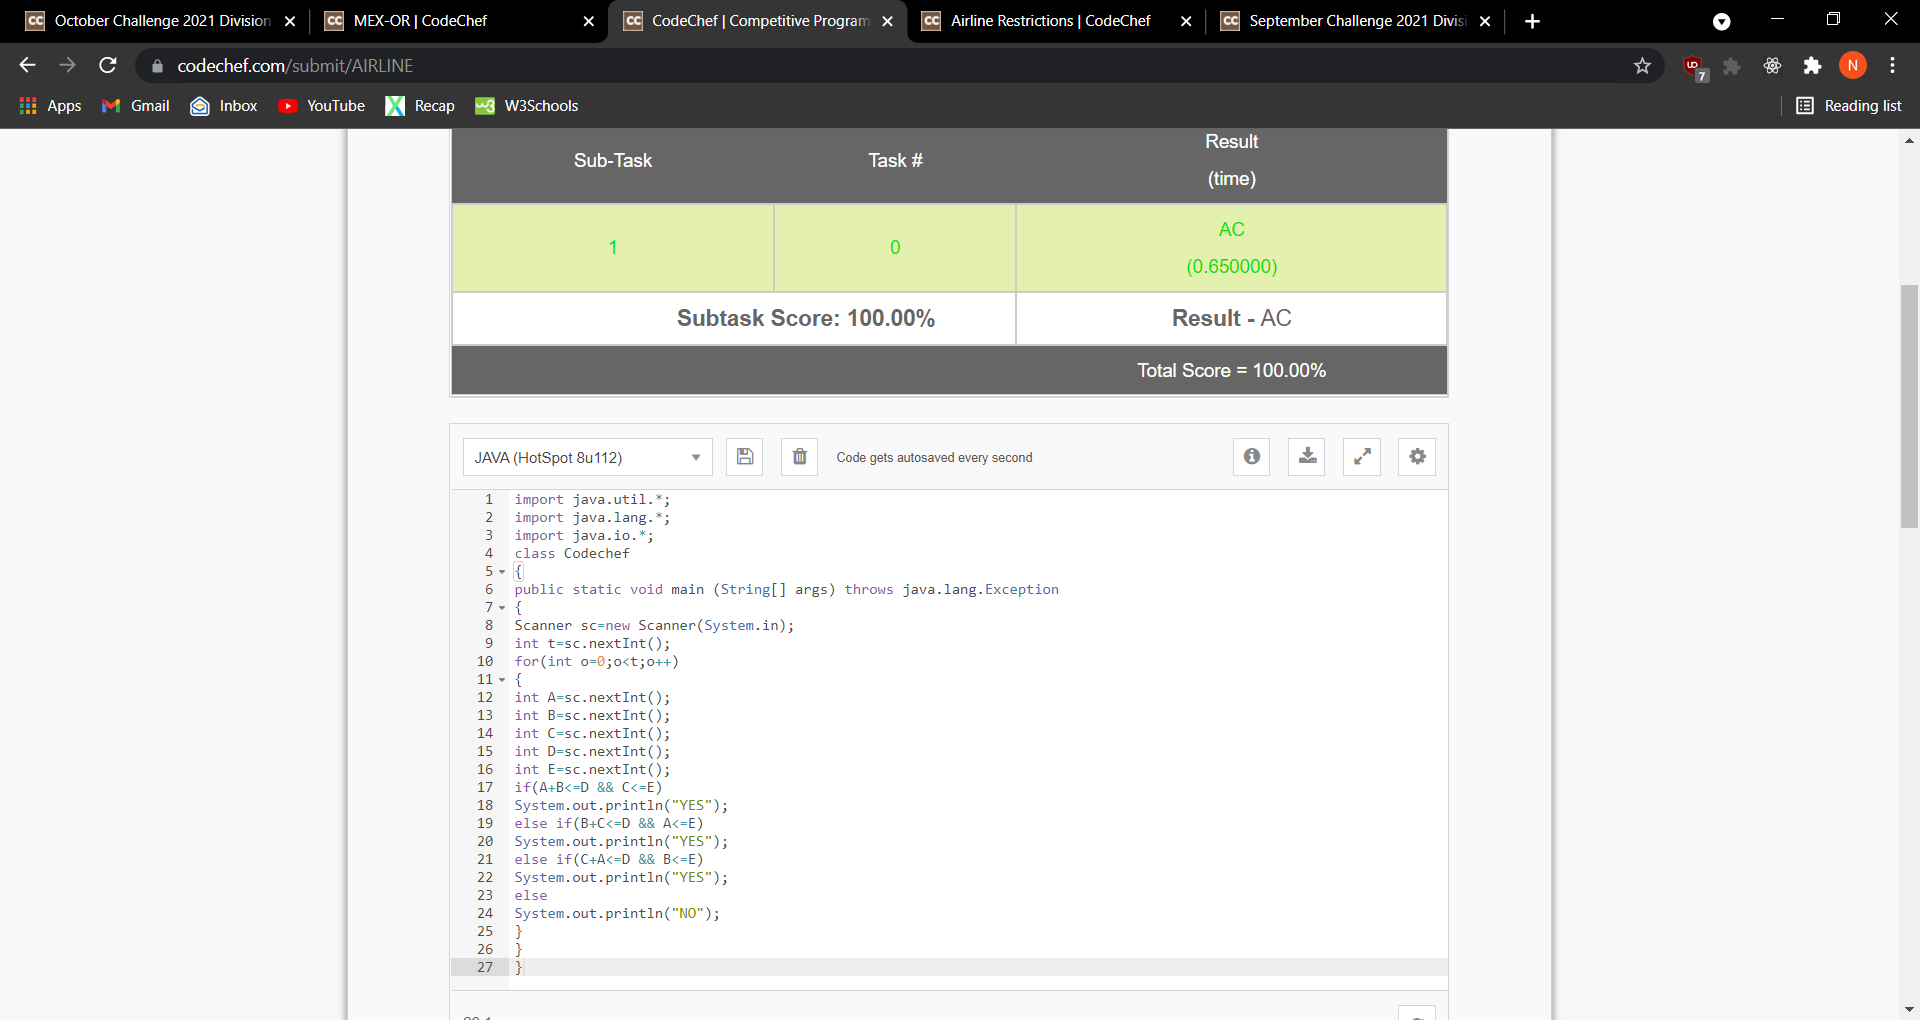 October Challenge 2021 Division
MEX-OR | CodeChef
CodeChef | Competitive Program
Airline Restrictions | CodeChef
September Challenge 2021 Divisi
codechef.com/submit/AIRLINE
7
N
Apps
Gmail
Inbox
YouTube
Recap
W3Schools
Reading list
Sub-Task
Task #
Result
(time)
1
0
AC
(0.650000)
Subtask Score: 100.00%
Result - AC
Total Score = 100.00%
JAVA (HotSpot 8u112)
Code gets autosaved every second
1 import java.util.*;
2 import java.lang.*;
3 import java.io.*;
4 class Codechef
5 {
6 public static void main (String[] args) throws java.lang.Exception
7 {
8 Scanner sc=new Scanner(System.in);
9 int t=sc.nextInt();
10 for(int o=0;o<t;o++)
11 {
12 int A=sc.nextInt();
13 int B=sc.nextInt();
14 int C=sc.nextInt();
15 int D=sc.nextInt();
16 int E=sc.nextInt();
17 if(A+B<=D && C<=E)
18 System.out.println("YES");
19 else if(B+C<=D && A<=E)
20 System.out.println("YES");
21 else if(C+A<=D && B<=E)
22 System.out.println("YES");
23 else
24 System.out.println("NO");
25 }
26 }
27 }